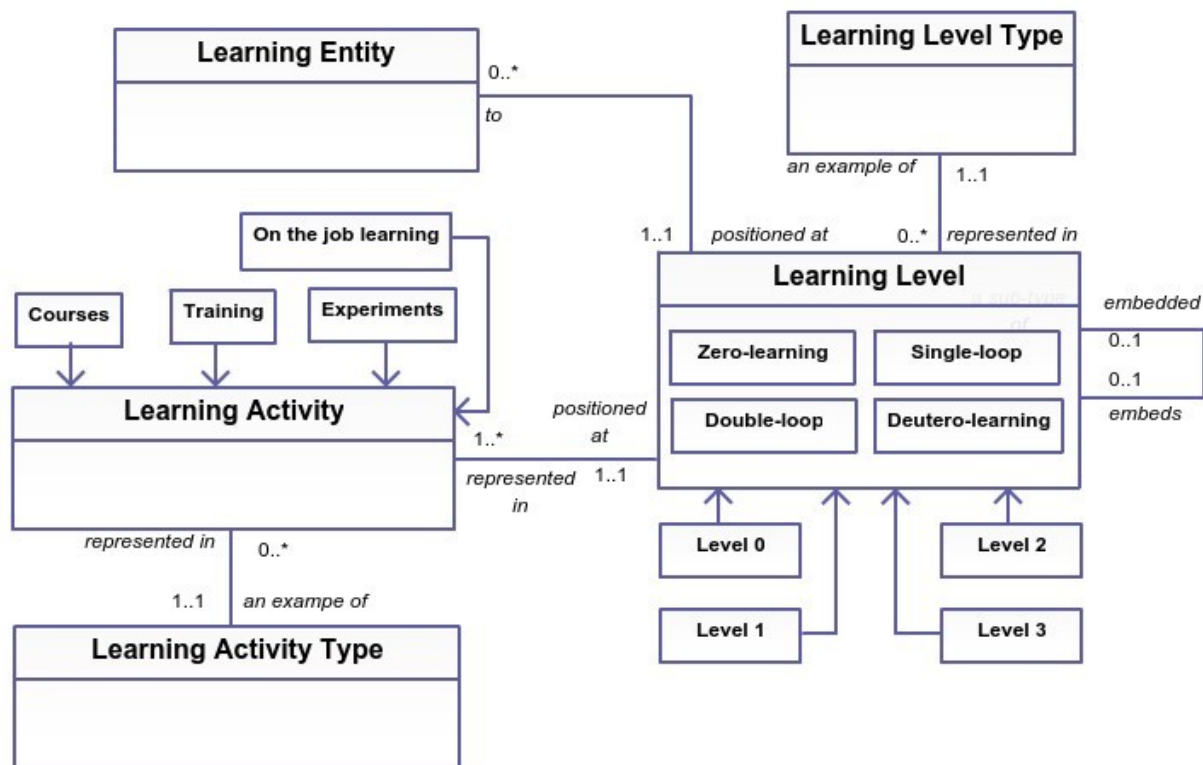 Learning Entity
0..*
to
Learning Level Type
an example of
1..1
On the job learning
1..1
positioned at
0..*
represented in
Courses
Training
Experiments
Learning Level
a sub-type
of
embedded
0..1
Zero-learning
Single-loop
0..1
embeds
Double-loop
Deutero-learning
Learning Activity
1..*
positioned
at
represented
in
1..1
Level 0
Level 2
Level 1
Level 3
represented in
0..*
1..1
an exampe of
Learning Activity Type